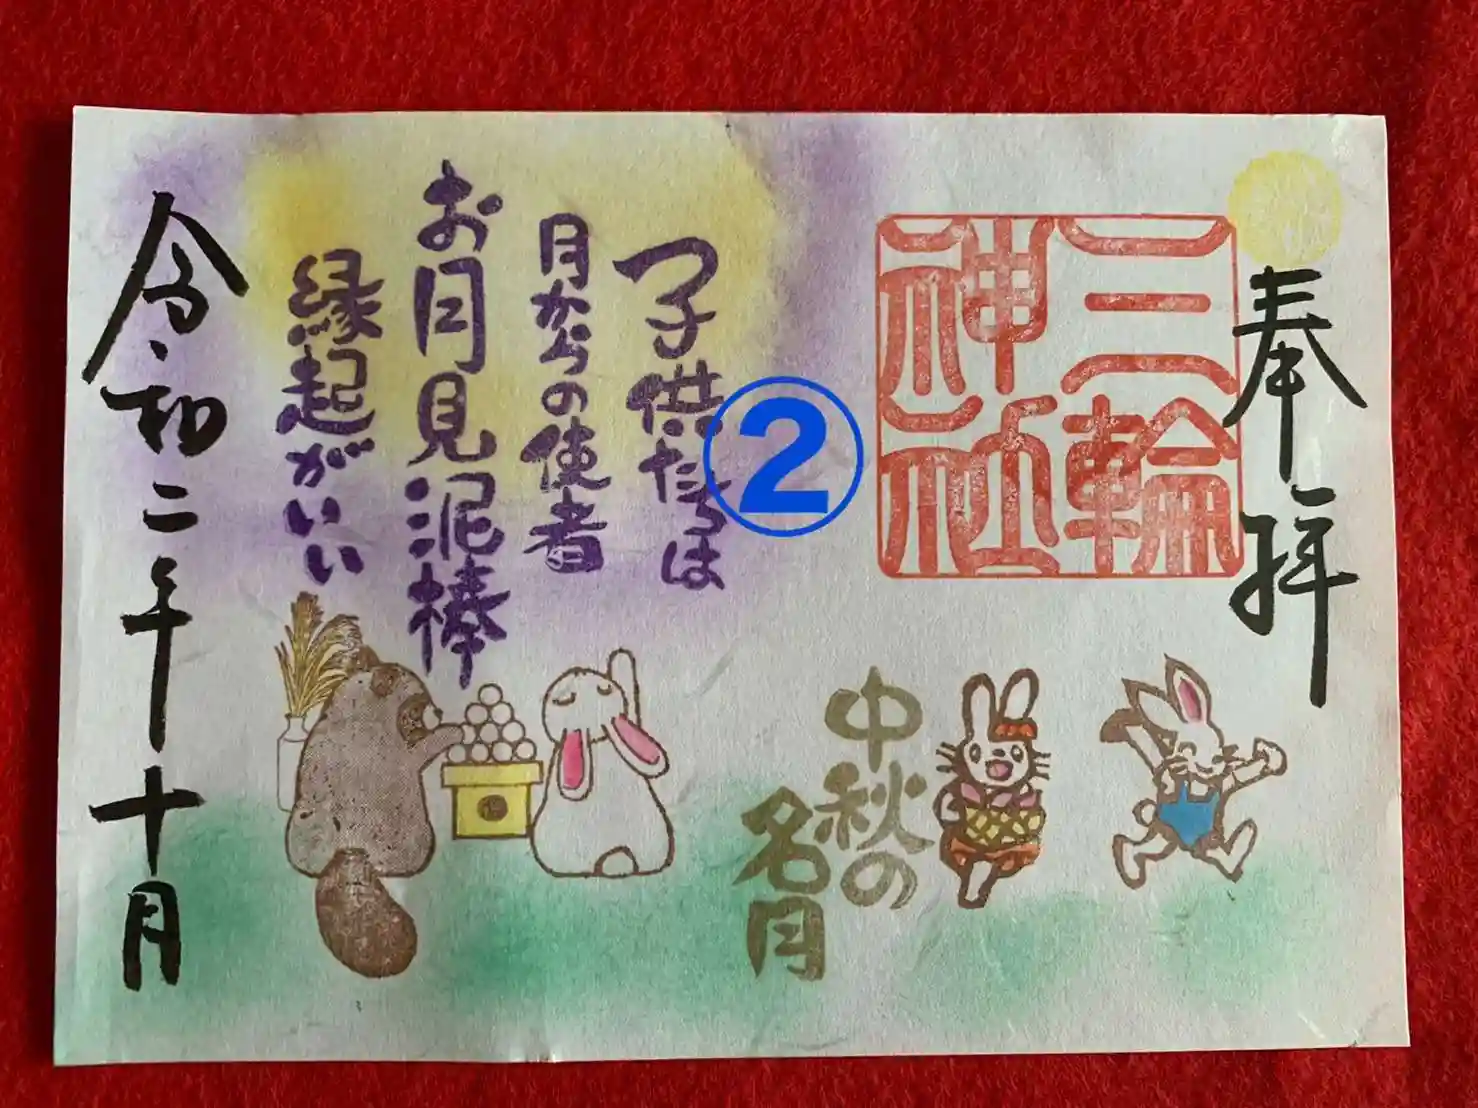 奉拝
三輪
神社
②
子供たちは
月からの使者
お月見泥棒
縁起がいい
中秋の
名月
令和二年十月